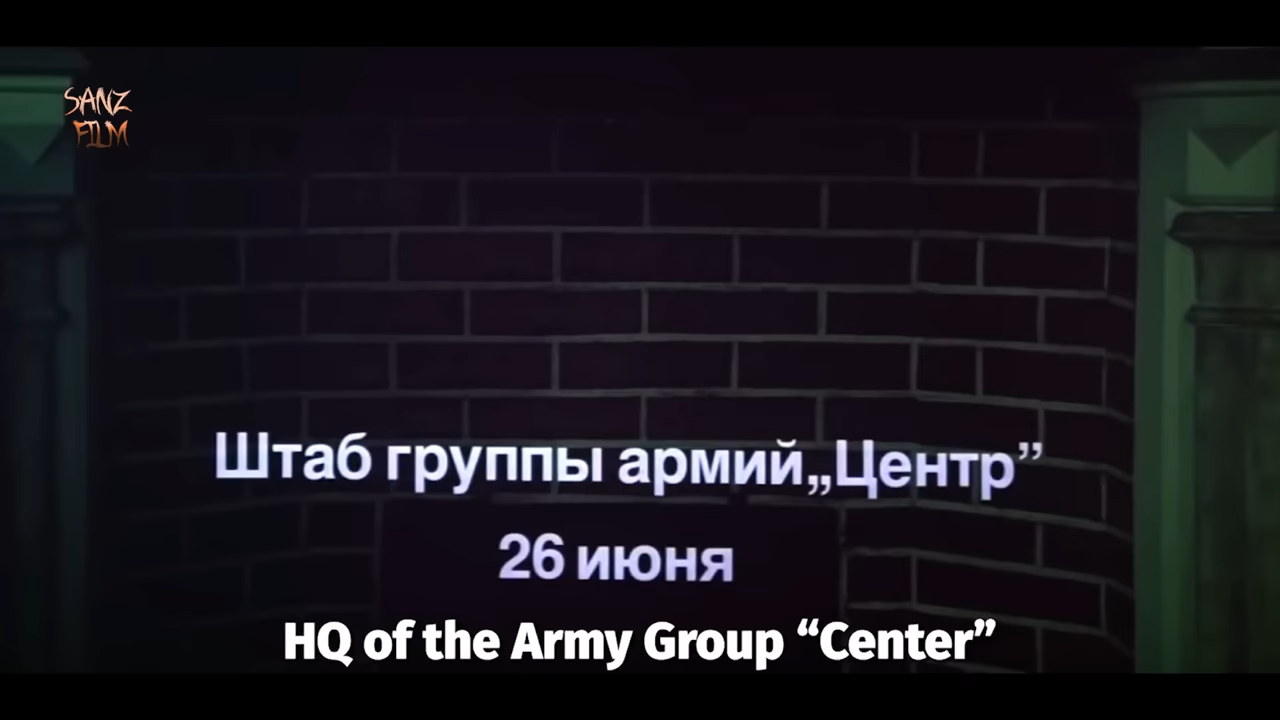 SANZ
FILM
Штаб группы армий„Центр”
26 июня
HQ of the Army Group “Center”